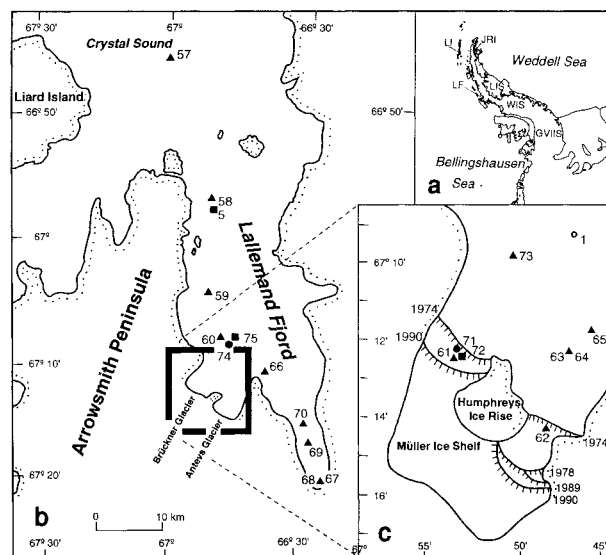 67° 30'
67°
66° 30'
b
Crystal Sound
57
Liard Island
66° 50'
58
5
67°
59
Lallemand Fjord
Arrowsmith Peninsula
60
75
74
66
67° 10'
Brückner Glacier
Antevs Glacier
70
69
68
67
67° 20'
0
10 km
67° 30'
67°
66° 30'
JRI
LI
Weddell Sea
LF
LIS
WIS
66° 50'
GVIIS
Bellingshausen
Sea
a
1
73
67° 10'
1974
65
1990
71
67° 12'
61
72
63
64
Humphreys
Ice Rise
67° 14'
62
1974
Müller Ice Shelf
1978
1989
16'
1990
c
55'
50'
45'